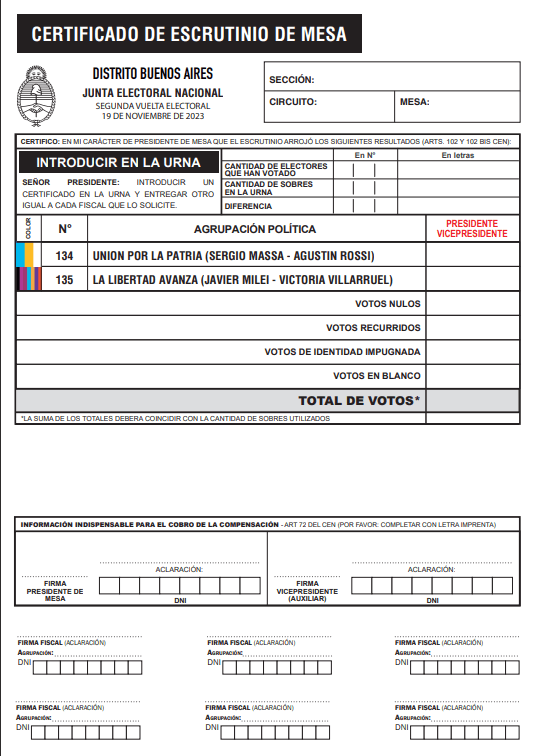 CERTIFICADO DE ESCRUTINIO DE MESA
DISTRITO BUENOS AIRES
JUNTA ELECTORAL NACIONAL
SEGUNDA VUELTA ELECTORAL
19 DE NOVIEMBRE DE 2023
SECCIÓN:
CIRCUITO:
MESA:
CERTIFICO: EN MI CARÁCTER DE PRESIDENTE DE MESA QUE EL ESCRUTINIO ARROJÓ LOS SIGUIENTES RESULTADOS (ARTS. 102 Y 102 BIS CEN):
INTRODUCIR EN LA URNA
SEÑOR PRESIDENTE: INTRODUCIR UN
CERTIFICADO EN LA URNA Y ENTREGAR OTRO
IGUAL A CADA FISCAL QUE LO SOLICITE.
En Nº
En letras
CANTIDAD DE ELECTORES
QUE HAN VOTADO
CANTIDAD DE SOBRES
EN LA URNA
DIFERENCIA
COLOR
N°
AGRUPACIÓN POLÍTICA
PRESIDENTE
VICEPRESIDENTE
134 UNION POR LA PATRIA (SERGIO MASSA - AGUSTIN ROSSI)
135 LA LIBERTAD AVANZA (JAVIER MILEI - VICTORIA VILLARRUEL)
VOTOS NULOS
VOTOS RECURRIDOS
VOTOS DE IDENTIDAD IMPUGNADA
VOTOS EN BLANCO
TOTAL DE VOTOS*
*LA SUMA DE LOS TOTALES DEBERA COINCIDIR CON LA CANTIDAD DE SOBRES UTILIZADOS
INFORMACIÓN INDISPENSABLE PARA EL COBRO DE LA COMPENSACIÓN - ART 72 DEL CEN (POR FAVOR: COMPLETAR CON LETRA IMPRENTA)
FIRMA
PRESIDENTE DE
MESA
ACLARACIÓN:
DNI
FIRMA
VICEPRESIDENTE
(AUXILIAR)
ACLARACIÓN:
DNI
FIRMA FISCAL (ACLARACIÓN)
AGRUPACIÓN:
DNI
FIRMA FISCAL (ACLARACIÓN)
AGRUPACIÓN:
DNI
FIRMA FISCAL (ACLARACIÓN)
AGRUPACIÓN:
DNI
FIRMA FISCAL (ACLARACIÓN)
AGRUPACIÓN:
DNI
FIRMA FISCAL (ACLARACIÓN)
AGRUPACIÓN:
DNI
FIRMA FISCAL (ACLARACIÓN)
AGRUPACIÓN:
DNI